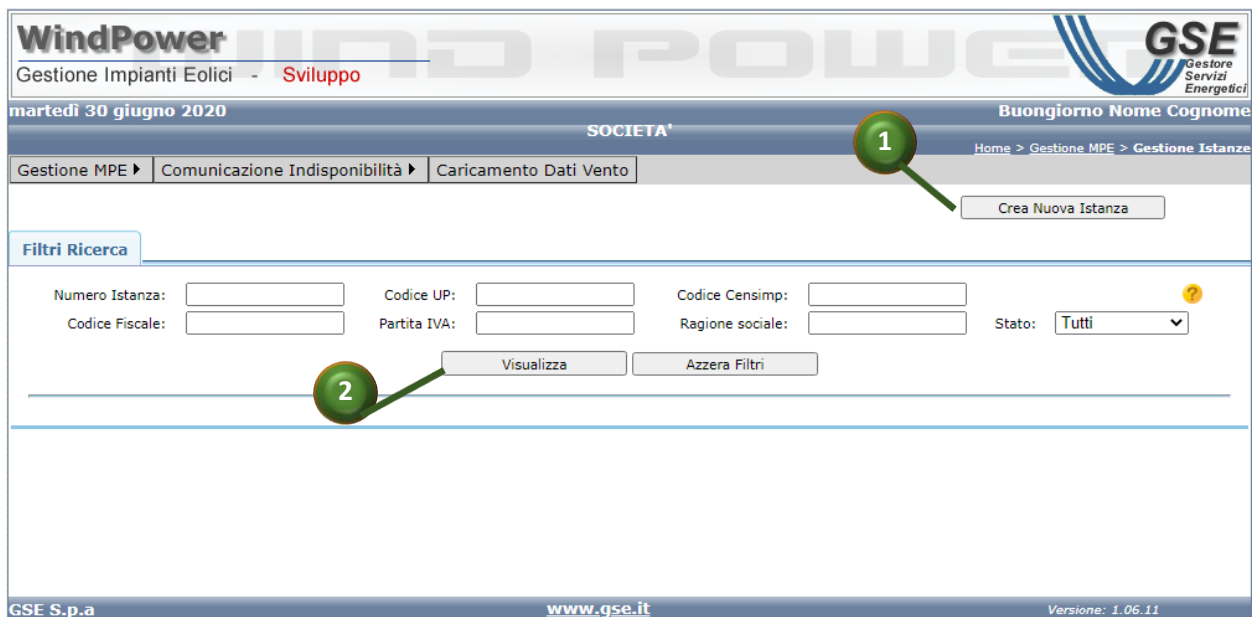 WindPower
WIND POWER
GSE
Gestione Impianti Eolici - Sviluppo
Gestore
Servizi
Energetici
martedì 30 giugno 2020
Buongiorno Nome Cognome
SOCIETA'
1
Home > Gestione MPE > Gestione Istanze
Gestione MPE Comunicazione Indisponibilità Caricamento Dati Vento
Crea Nuova Istanza
Filtri Ricerca
Numero Istanza: Codice UP: Codice Censimp: ?
Codice Fiscale: Partita IVA: Ragione sociale: Stato: Tutti
Visualizza Azzera Filtri
2
GSE S.p.a www.gse.it Versione: 1.06.11